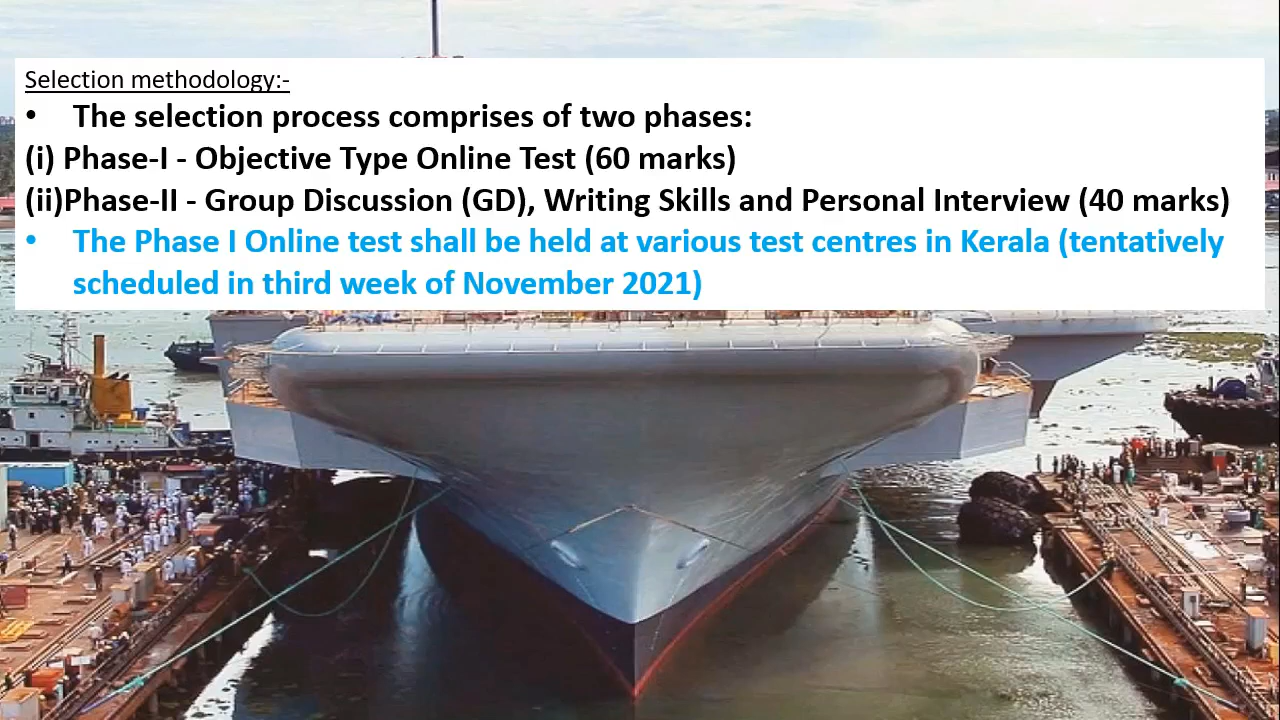 Selection methodology:-
• The selection process comprises of two phases:
(i) Phase-I - Objective Type Online Test (60 marks)
(ii)Phase-II - Group Discussion (GD), Writing Skills and Personal Interview (40 marks)
• The Phase I Online test shall be held at various test centres in Kerala (tentatively
scheduled in third week of November 2021)